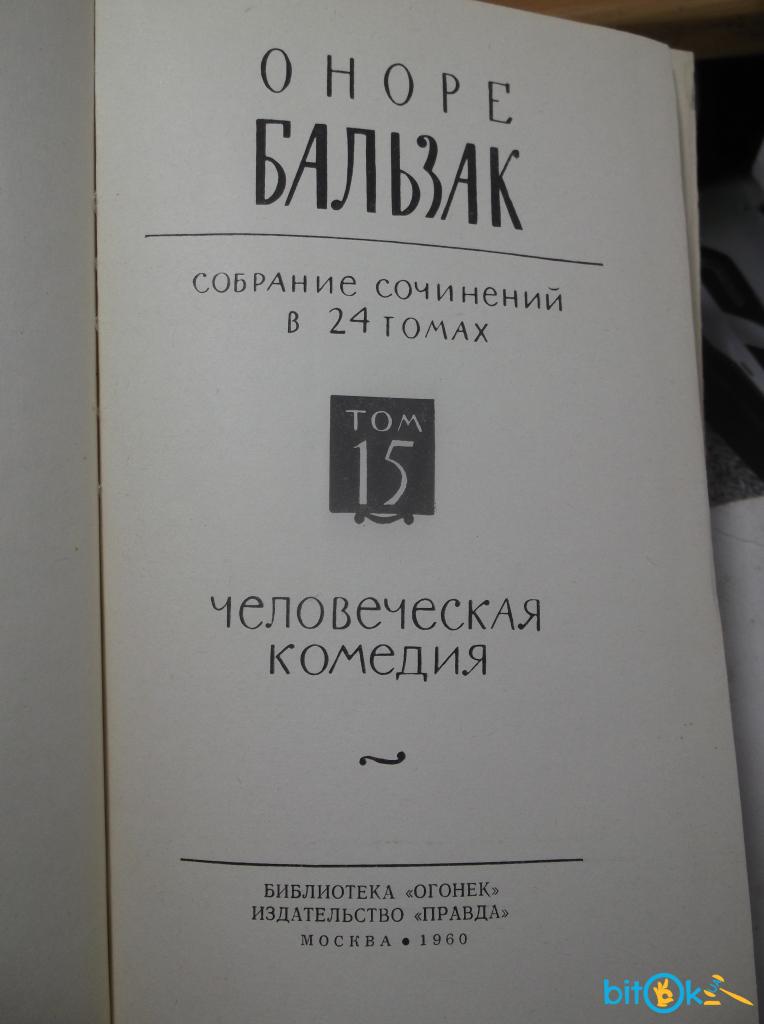 ОНОРЕ
БАЛЬЗАК
СОБРАНИЕ СОЧИНЕНИЙ
В 24 ТОМАХ
ТОМ
15
ЧЕЛОВЕЧЕСКАЯ
КОМЕДИЯ
БИБЛИОТЕКА «ОГОНЕК»
ИЗДАТЕЛЬСТВО «ПРАВДА»
МОСКВА • 1960
bitOk